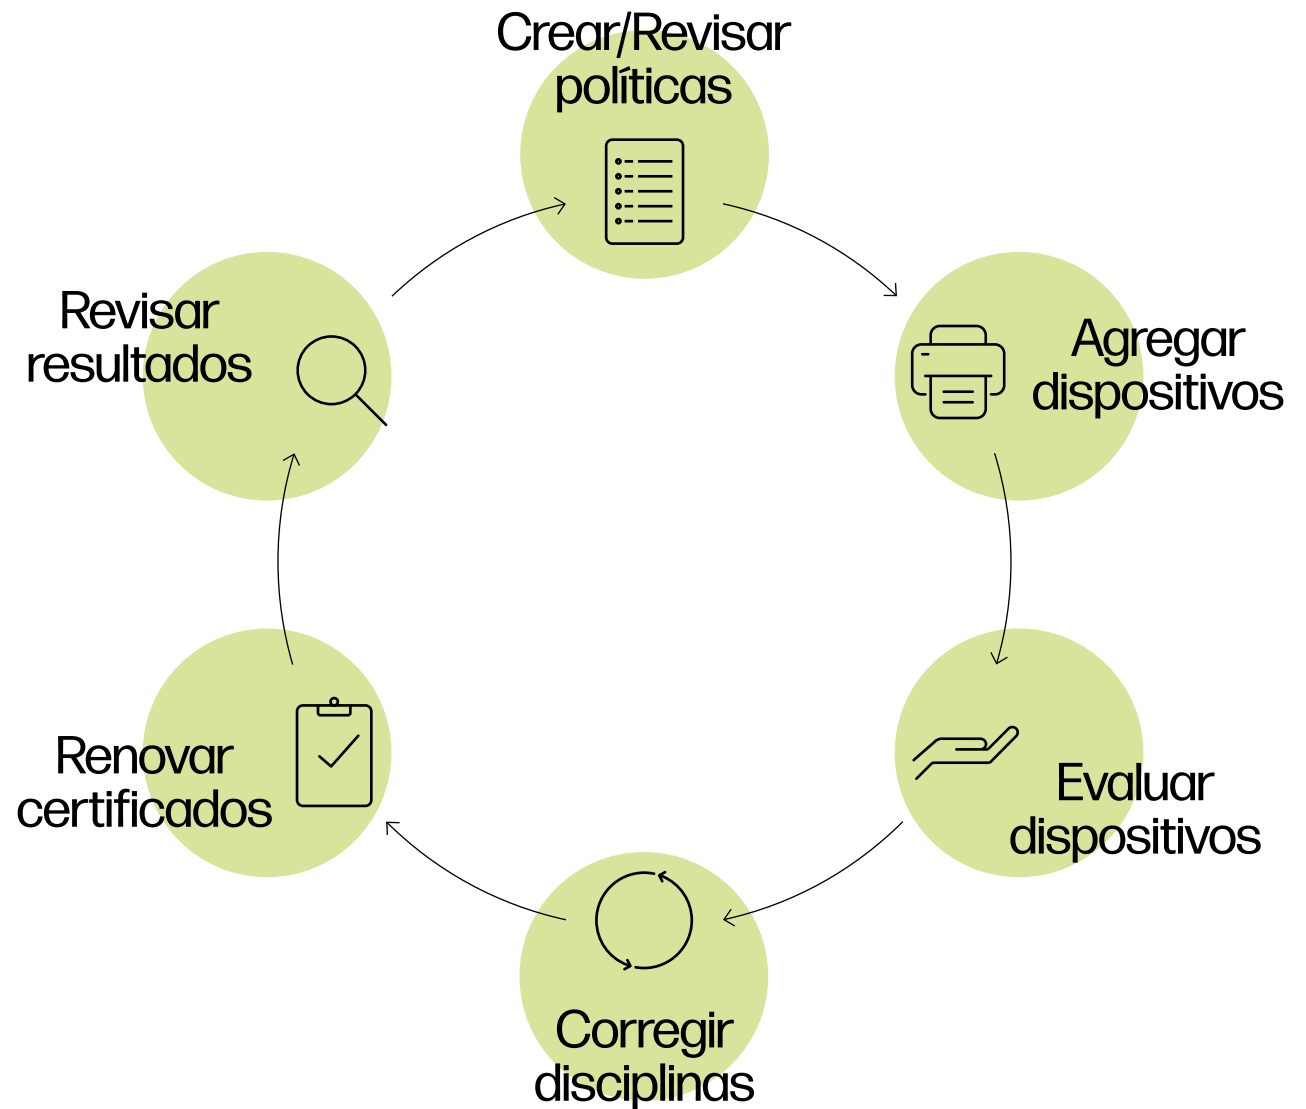 Crear/Revisar
políticas
Agregar
dispositivos
Evaluar
dispositivos
Corregir
disciplinas
Renovar
certificados
Revisar
resultados